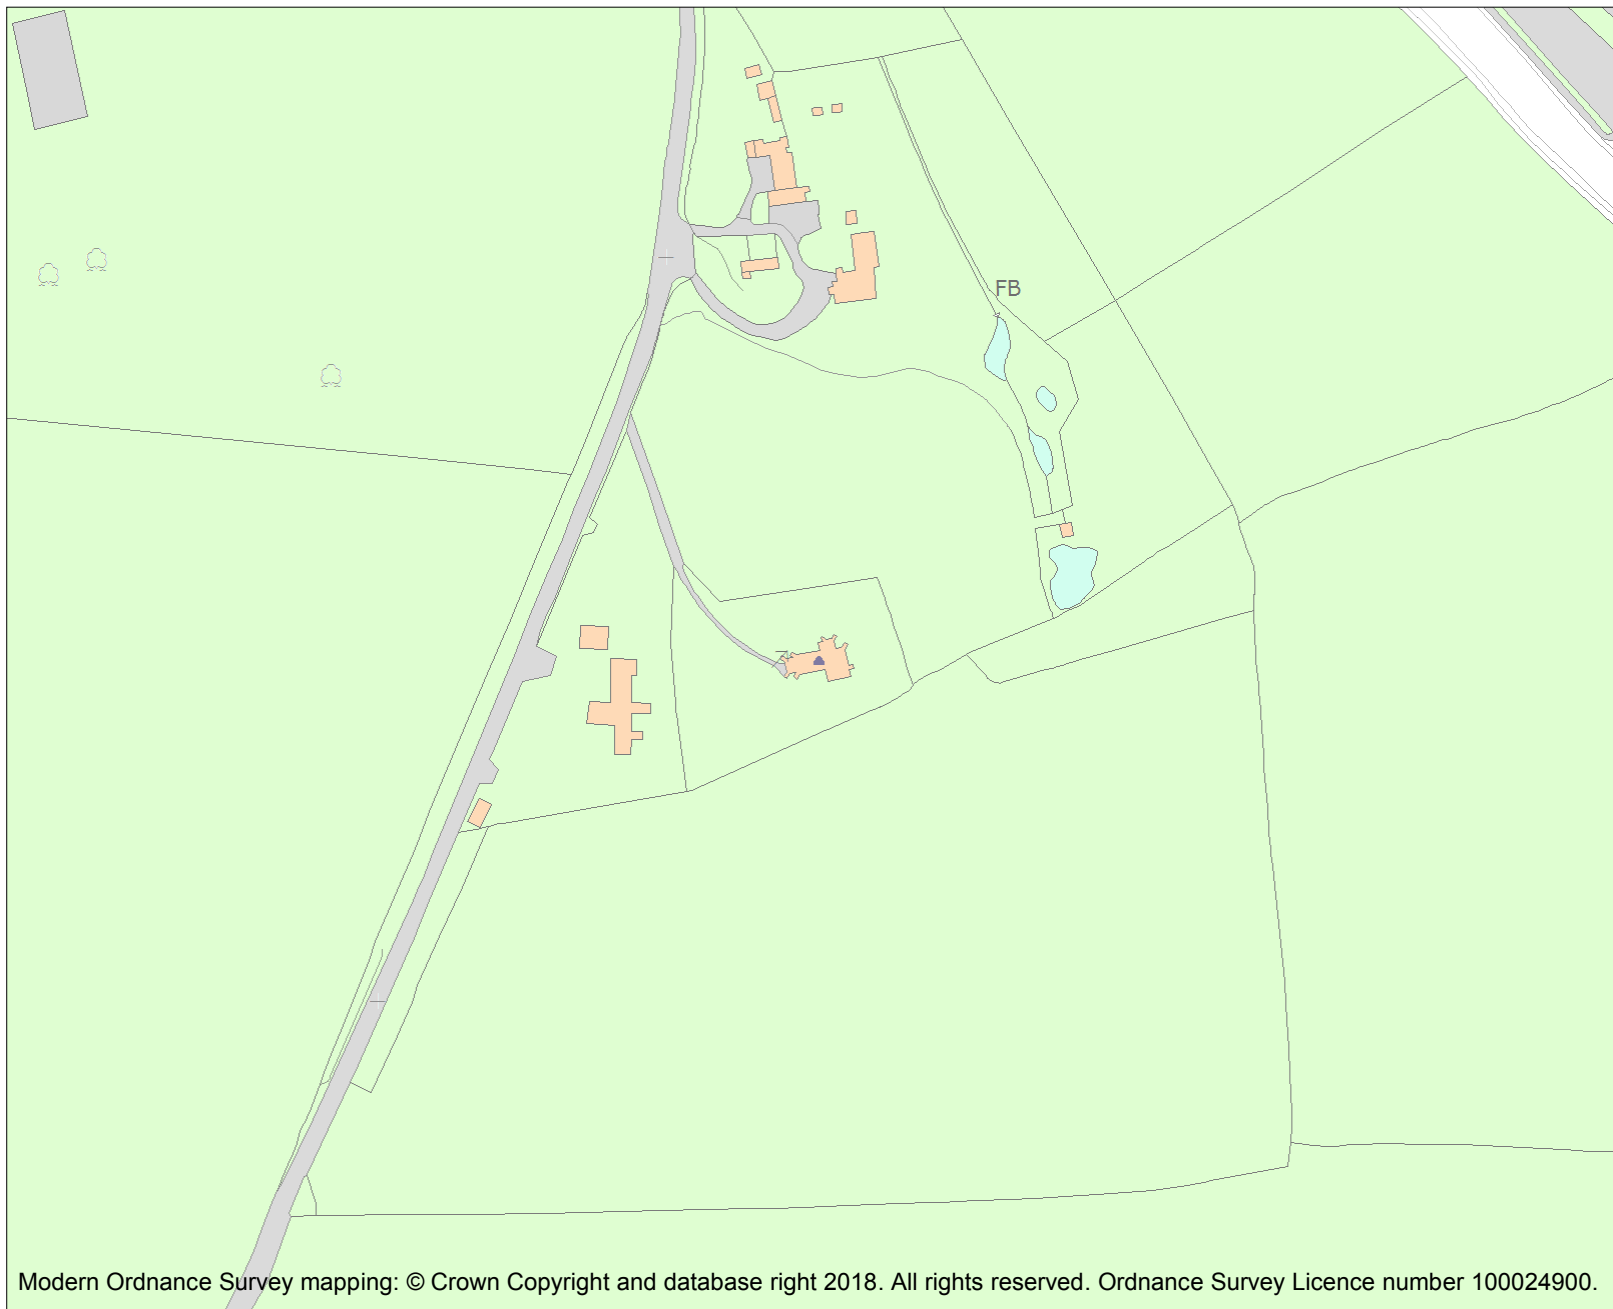 FB
Modern Ordnance Survey mapping: © Crown Copyright and database right 2018. All rights reserved. Ordnance Survey Licence number 100024900.